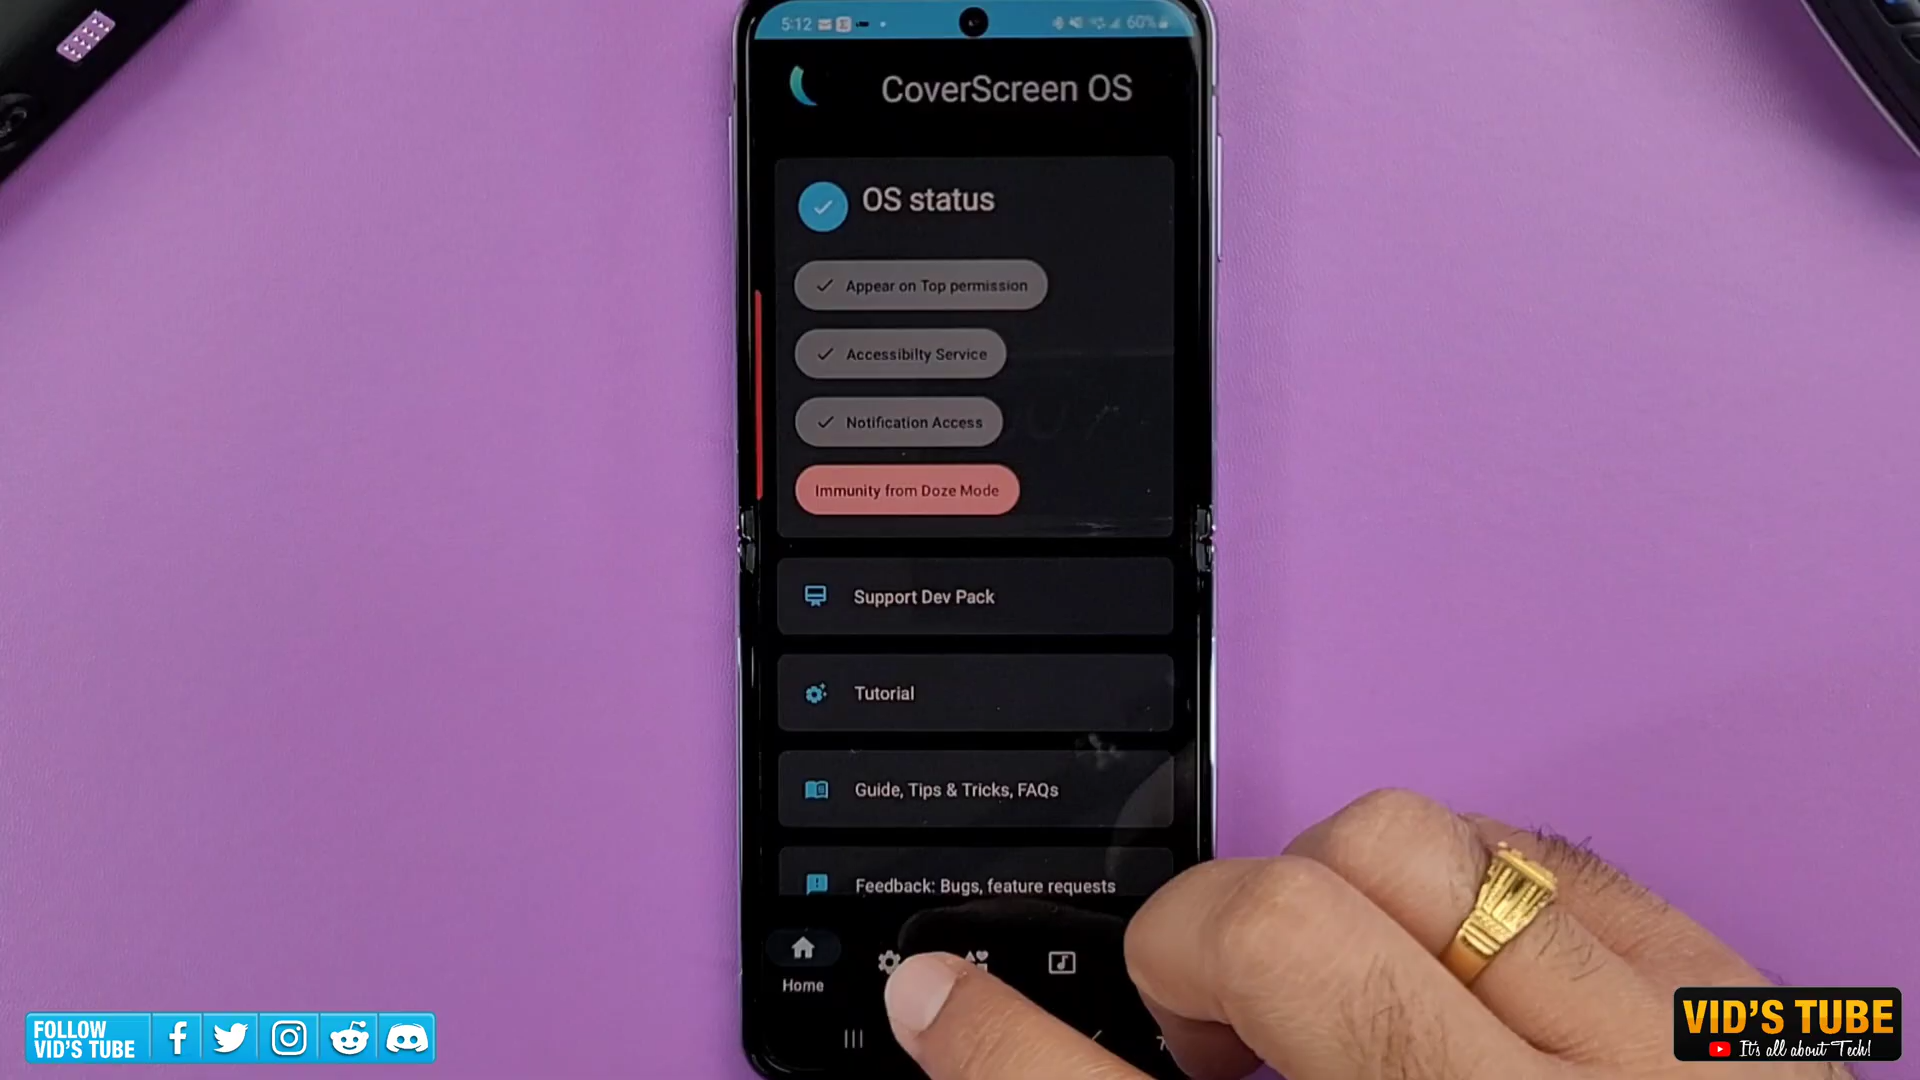 5:12
60%
CoverScreen OS
OS status
Appear on Top permission
Accessibilty Service
Notification Access
Immunity from Doze Mode
Support Dev Pack
Tutorial
Guide, Tips & Tricks, FAQs
Feedback: Bugs, feature requests
Home
FOLLOW
VID'S TUBE
VID'S TUBE
It's all about Tech!